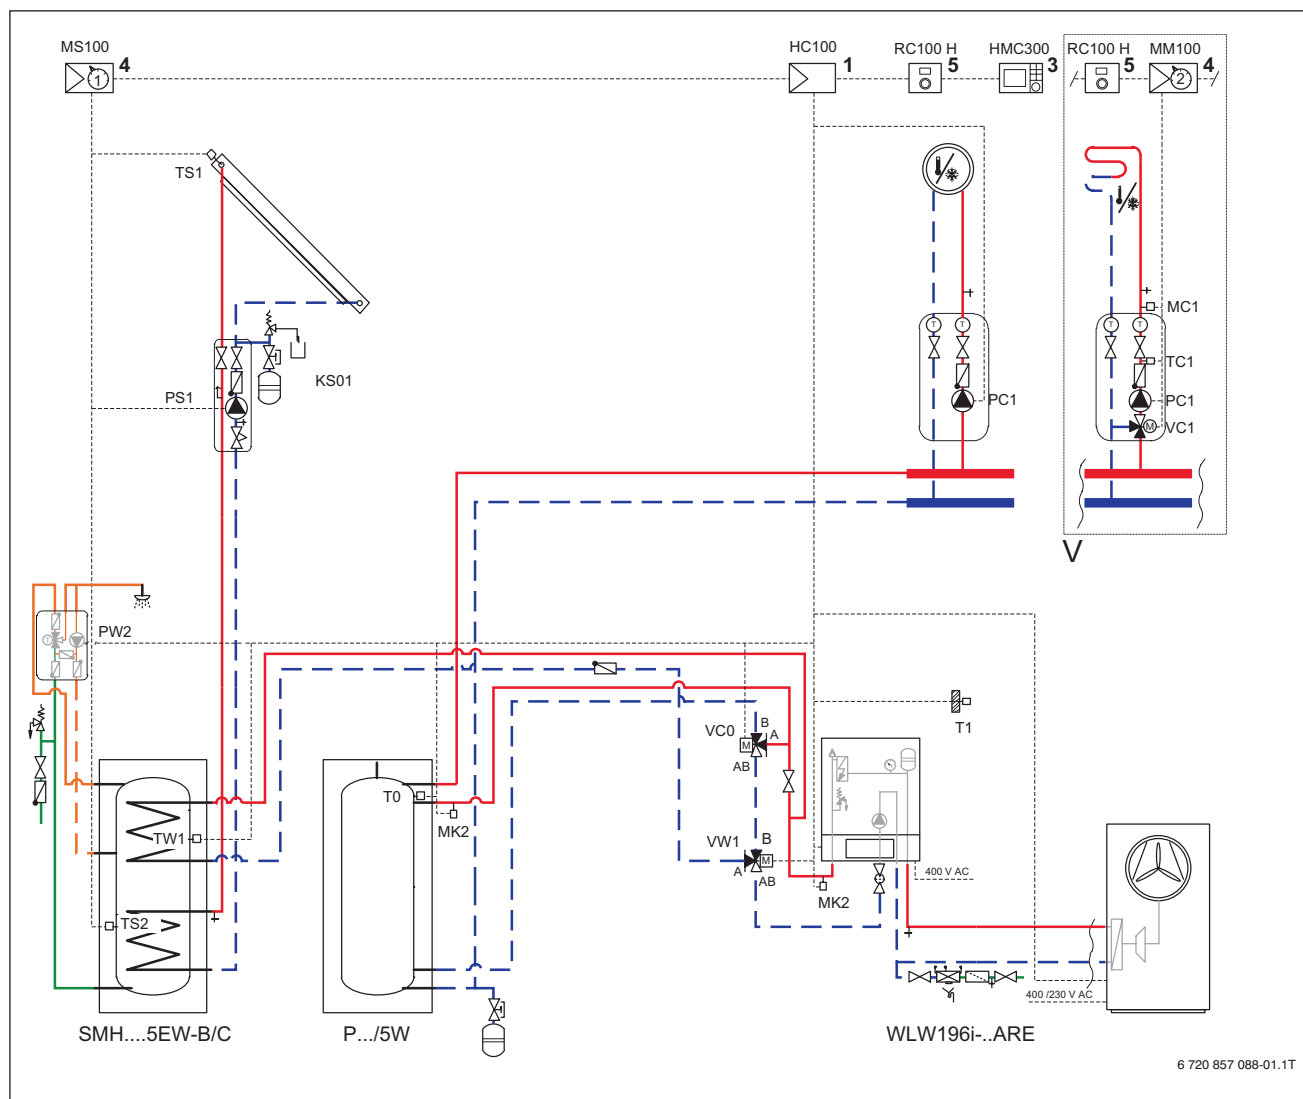 MS100
4
1
HC100
1
RC100 H
5
HMC300
3
RC100 H
5
MM100
4
2
TS1
MC1
T
T
T
T
TC1
KS01
PS1
PC1
PC1
M
VC1
V
PW2
T
B
VC0
A
M
AB
T1
T0
MK2
TW1
VW1
B
M
A
AB
400 V AC
MK2
TS2
400 /230 V AC
SMH....5EW-B/C
P.../5W
WLW196i-..ARE
6 720 857 088-01.1T